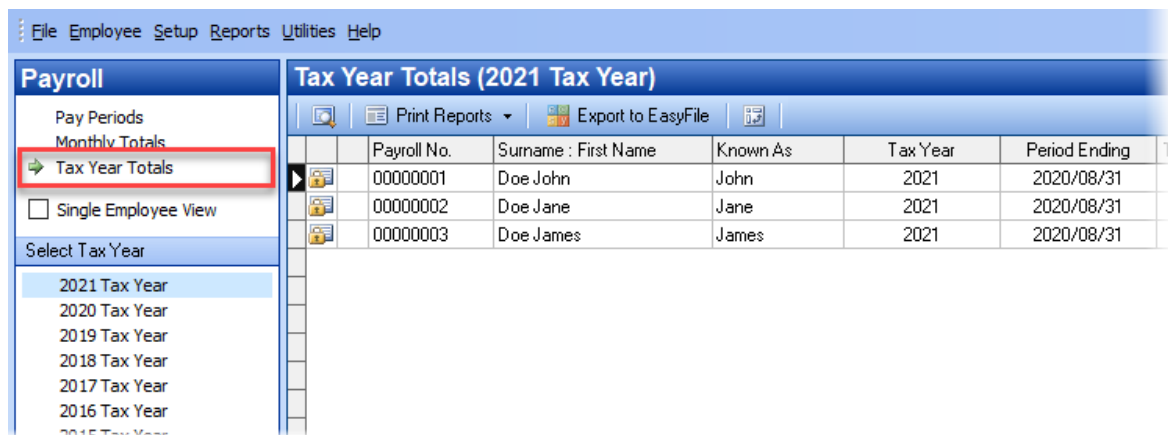 File Employee Setup Reports Utilities Help
Payroll
Pay Periods
Monthly Totals
Tax Year Totals
Single Employee View
Select Tax Year
2021 Tax Year
2020 Tax Year
2019 Tax Year
2018 Tax Year
2017 Tax Year
2016 Tax Year
2015 Tax Year
Tax Year Totals (2021 Tax Year)
Print Reports Export to EasyFile
Payroll No. Surname : First Name Known As Tax Year Period Ending
00000001 Doe John John 2021 2020/08/31
00000002 Doe Jane Jane 2021 2020/08/31
00000003 Doe James James 2021 2020/08/31